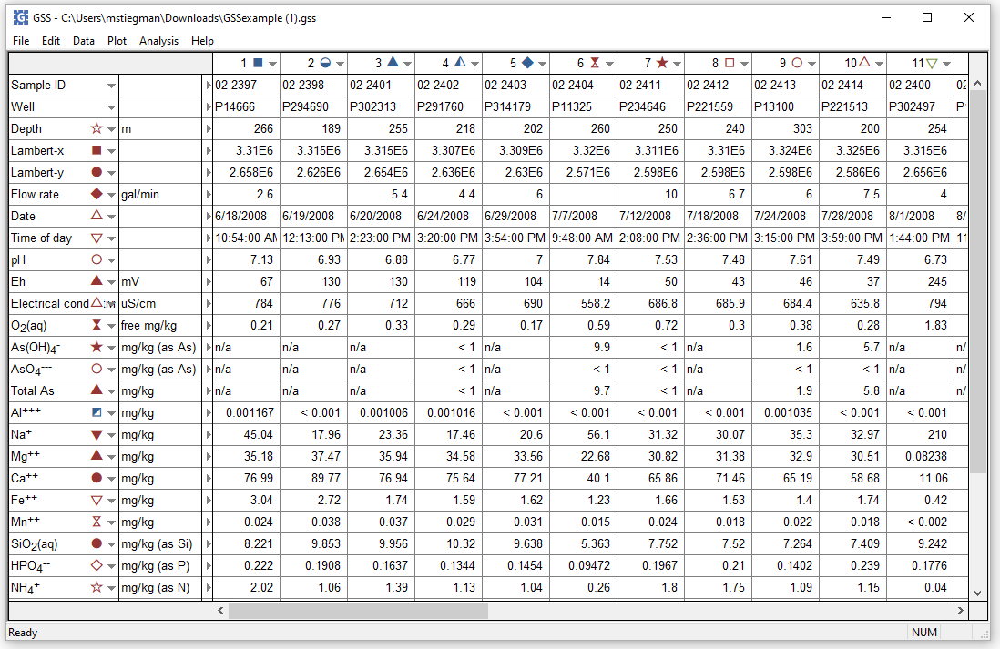 GSS - C:\Users\mstiegman\Downloads\GSSexample (1).gss
File Edit Data Plot Analysis Help
1 2 3 4 5 6 7 8 9 10 11
Sample ID 02-2397 02-2398 02-2401 02-2402 02-2403 02-2404 02-2411 02-2412 02-2413 02-2414 02-2400 02
Well P14666 P294690 P302313 P291760 P314179 P11325 P234646 P221559 P13100 P221513 P302497 P
Depth m 266 189 255 218 202 260 250 240 303 200 254
Lambert-x 3.31E6 3.315E6 3.315E6 3.307E6 3.309E6 3.32E6 3.311E6 3.31E6 3.324E6 3.325E6 3.315E6
Lambert-y 2.658E6 2.626E6 2.654E6 2.636E6 2.63E6 2.571E6 2.598E6 2.598E6 2.598E6 2.586E6 2.656E6
Flow rate gal/min 2.6 5.4 4.4 6 10 6.7 6 7.5 4
Date 6/18/2008 6/19/2008 6/20/2008 6/24/2008 6/29/2008 7/7/2008 7/12/2008 7/18/2008 7/24/2008 7/28/2008 8/1/2008 8/
Time of day 10:54:00 AM 12:13:00 PM 2:23:00 PM 3:20:00 PM 3:54:00 PM 9:48:00 AM 2:08:00 PM 2:36:00 PM 3:15:00 PM 3:59:00 PM 1:44:00 PM 11
pH 7.13 6.93 6.88 6.77 7 7.84 7.53 7.48 7.61 7.49 6.73
Eh mV 67 130 130 119 104 14 50 43 46 37 245
Electrical cond uS/cm 784 776 712 666 690 558.2 686.8 685.9 684.4 635.8 794
O2(aq) free mg/kg 0.21 0.27 0.33 0.29 0.17 0.59 0.72 0.3 0.38 0.28 1.83
As(OH)4- mg/kg (as As) n/a n/a n/a < 1 n/a 9.9 < 1 n/a 1.6 5.7 n/a n/
AsO4--- mg/kg (as As) n/a n/a n/a < 1 n/a < 1 < 1 n/a < 1 < 1 n/a n/
Total As mg/kg n/a n/a n/a < 1 n/a 9.7 < 1 n/a 1.9 5.8 n/a n/
Al+++ mg/kg 0.001167 < 0.001 0.001006 0.001016 < 0.001 < 0.001 < 0.001 < 0.001 0.001035 < 0.001 < 0.001
Na+ mg/kg 45.04 17.96 23.36 17.46 20.6 56.1 31.32 30.07 35.3 32.97 210
Mg++ mg/kg 35.18 37.47 35.94 34.58 33.56 22.68 30.82 31.38 32.9 30.51 0.08238
Ca++ mg/kg 76.99 89.77 76.94 75.64 77.21 40.1 65.86 71.46 65.19 58.68 11.06
Fe++ mg/kg 3.04 2.72 1.74 1.59 1.62 1.23 1.66 1.53 1.4 1.74 0.42
Mn++ mg/kg 0.024 0.038 0.037 0.029 0.031 0.015 0.024 0.018 0.022 0.018 < 0.002
SiO2(aq) mg/kg (as Si) 8.221 9.853 9.956 10.32 9.638 5.363 7.752 7.52 7.264 7.409 9.242
HPO4-- mg/kg (as P) 0.222 0.1908 0.1637 0.1344 0.1454 0.09472 0.1967 0.21 0.1402 0.239 0.1776
NH4+ mg/kg (as N) 2.02 1.06 1.39 1.13 1.04 0.26 1.8 1.75 1.09 1.15 0.04
Ready NUM